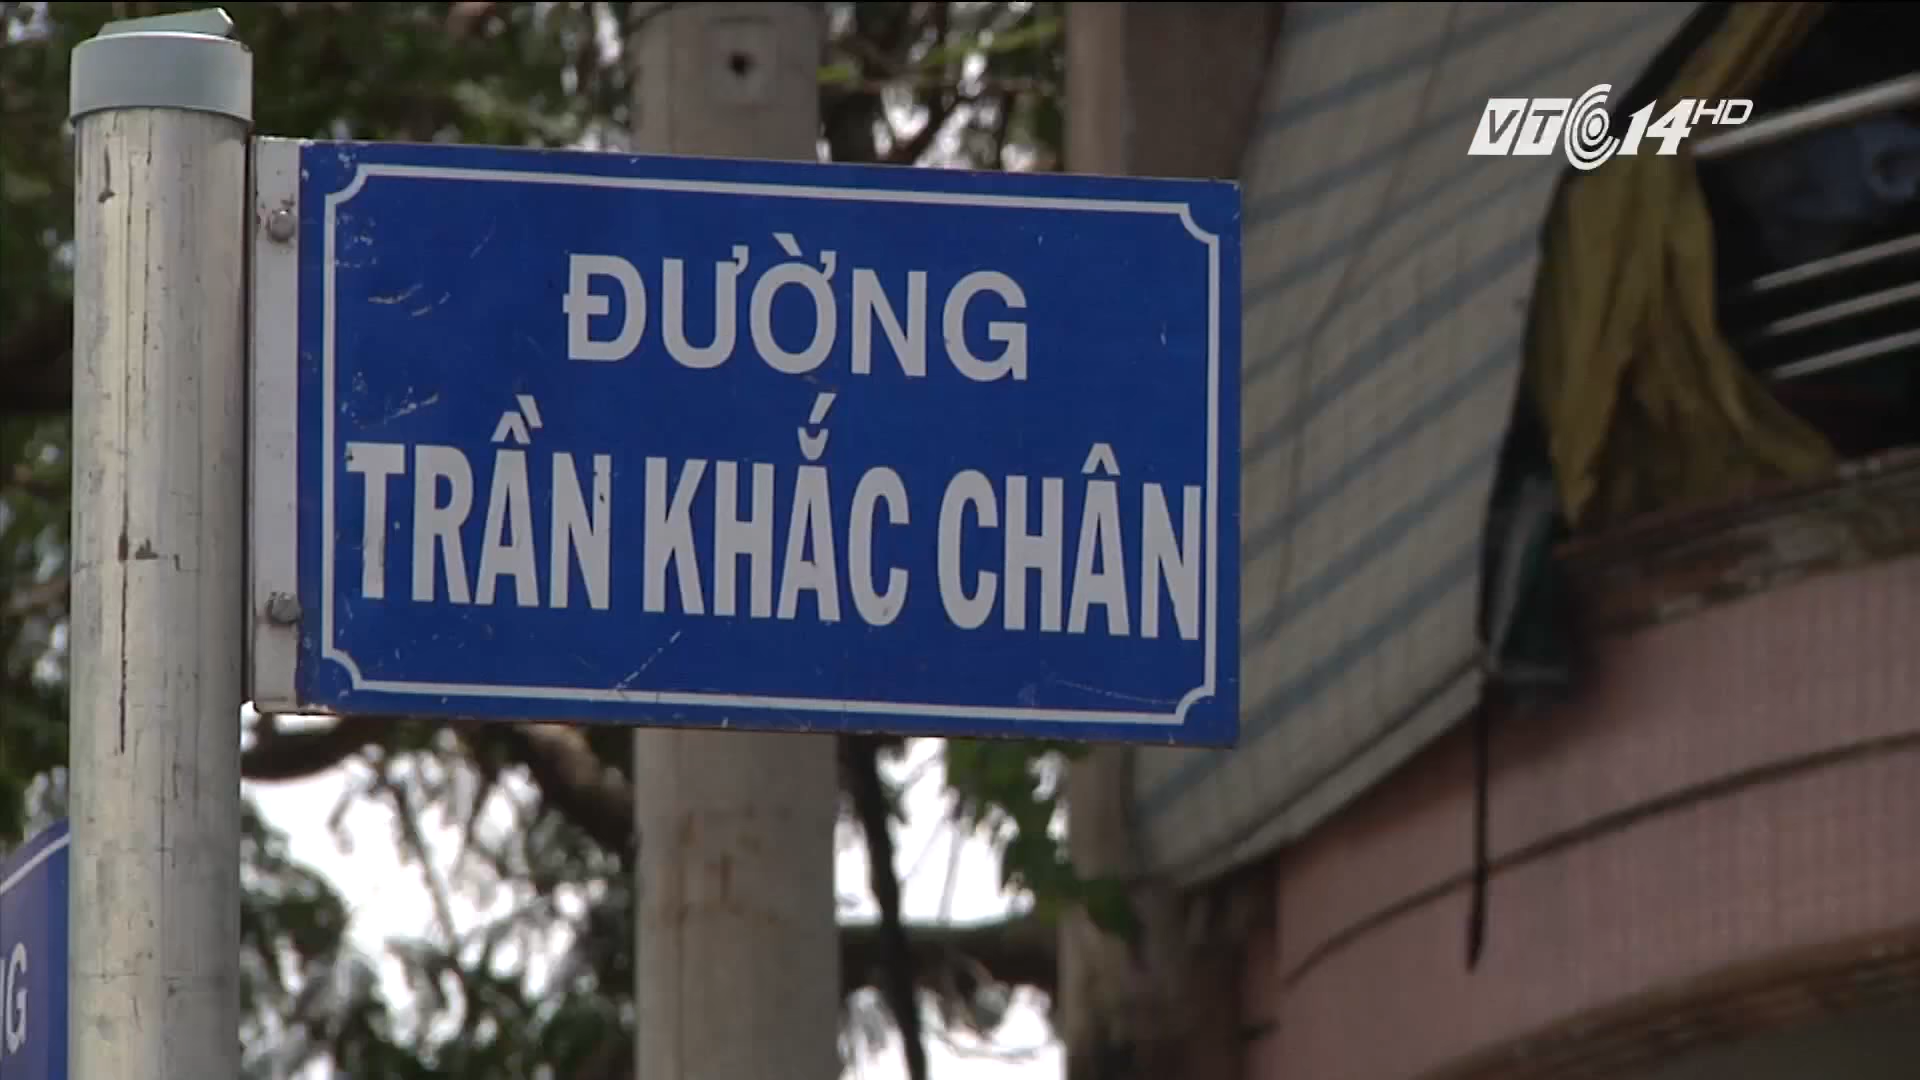 VTC14HD
ĐƯỜNG
TRẦN KHẮC CHÂN